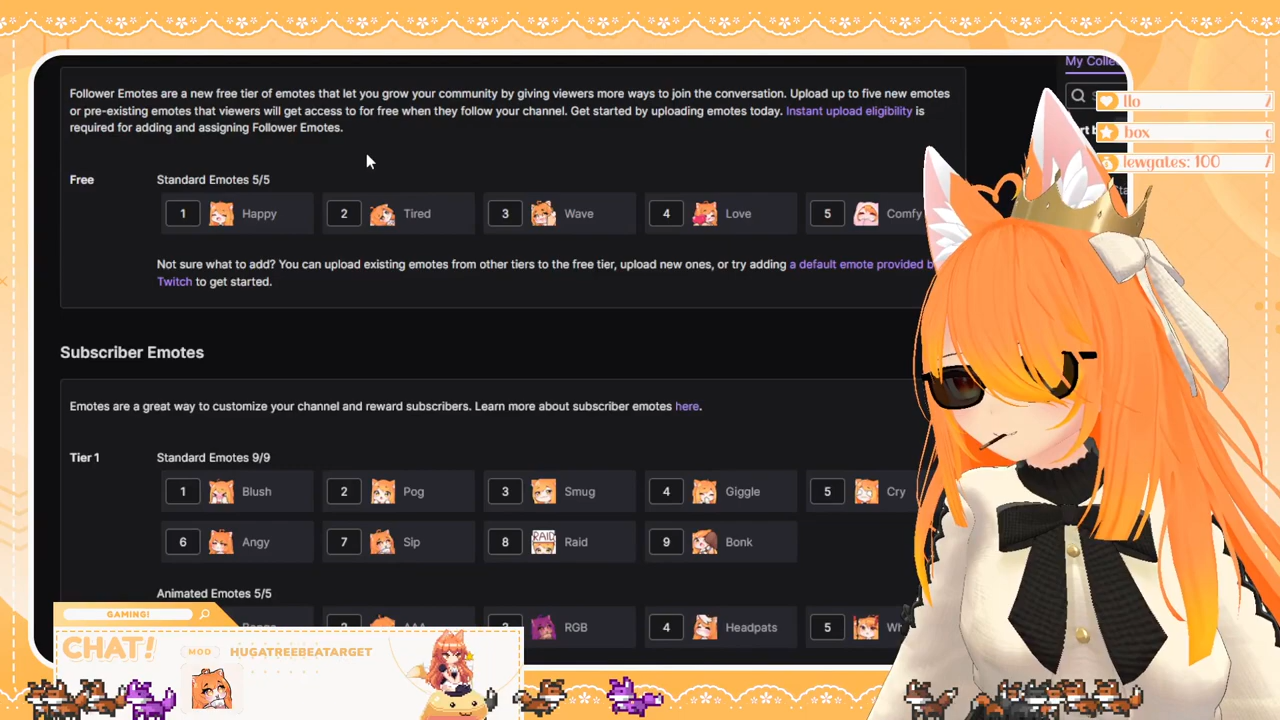 My Colle
Follower Emotes are a new free tier of emotes that let you grow your community by giving viewers more ways to join the conversation. Upload up to five new emotes
or pre-existing emotes that viewers will get access to for free when they follow your channel. Get started by uploading emotes today. Instant upload eligibility is
required for adding and assigning Follower Emotes.
llo
box
lewgates: 100
Free
Standard Emotes 5/5
1 Happy 2 Tired 3 Wave 4 Love 5 Comfy
Not sure what to add? You can upload existing emotes from other tiers to the free tier, upload new ones, or try adding a default emote provided b
Twitch to get started.
Subscriber Emotes
Emotes are a great way to customize your channel and reward subscribers. Learn more about subscriber emotes here.
Tier 1
Standard Emotes 9/9
1 Blush 2 Pog 3 Smug 4 Giggle 5 Cry
6 Angy 7 Sip 8 RAID Raid 9 Bonk
Animated Emotes 5/5
RGB 4 Headpats 5 Wh
GAMING!
CHAT!
MOD HUGATREEBEATARGET